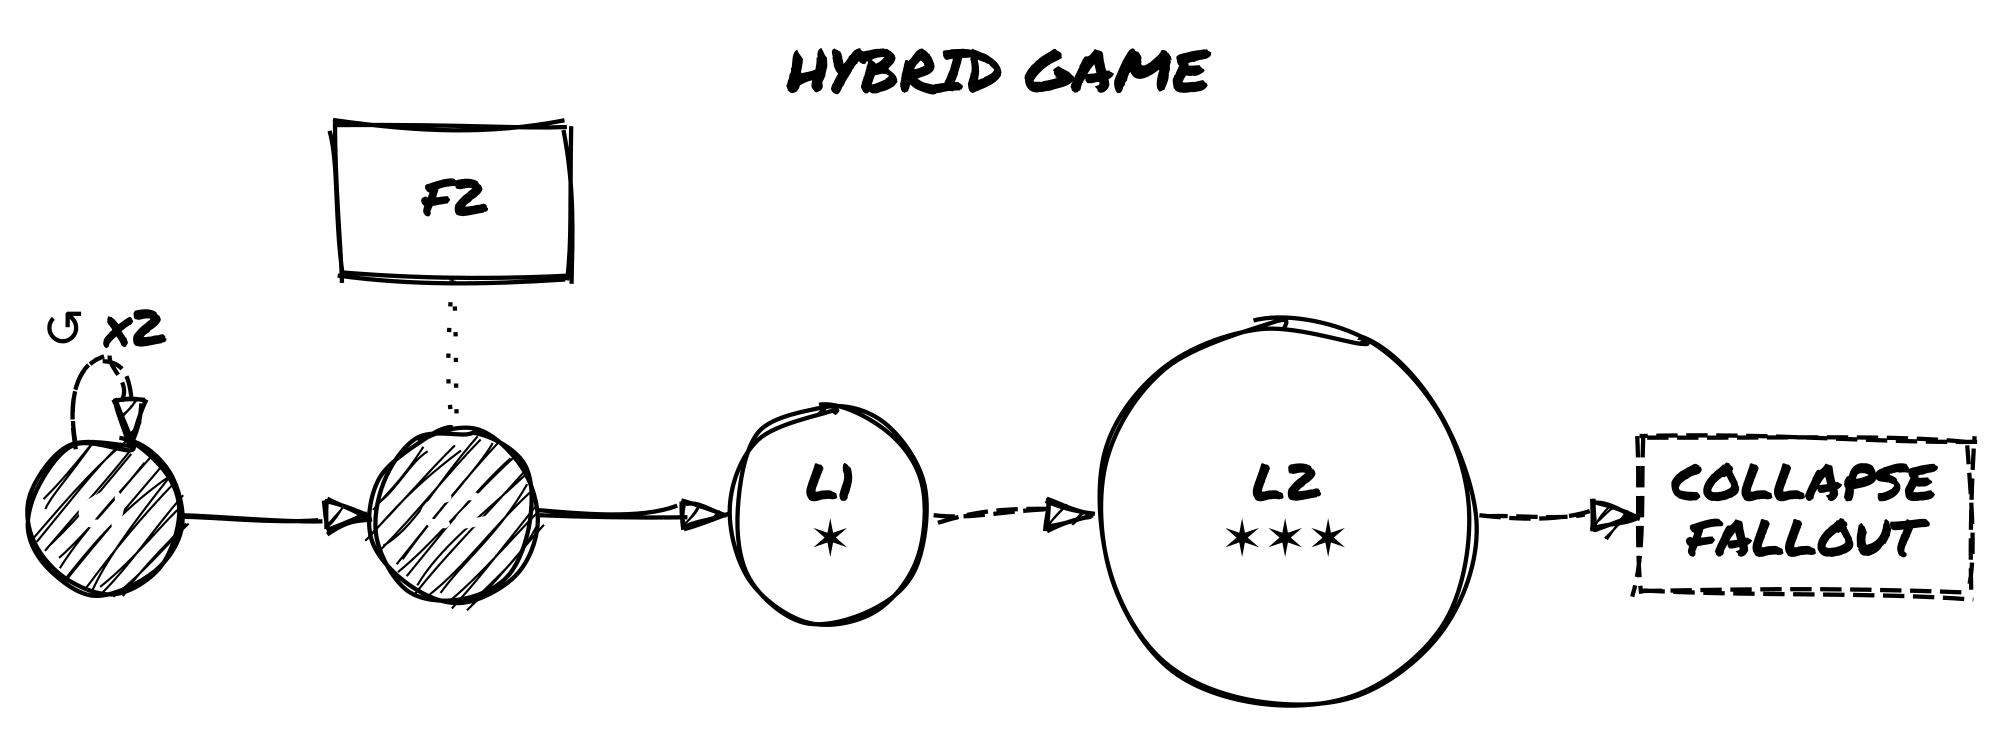 HYBRID GAME
F2
↺ x2
L1
✶
L2
✶✶✶
COLLAPSE
FALLOUT